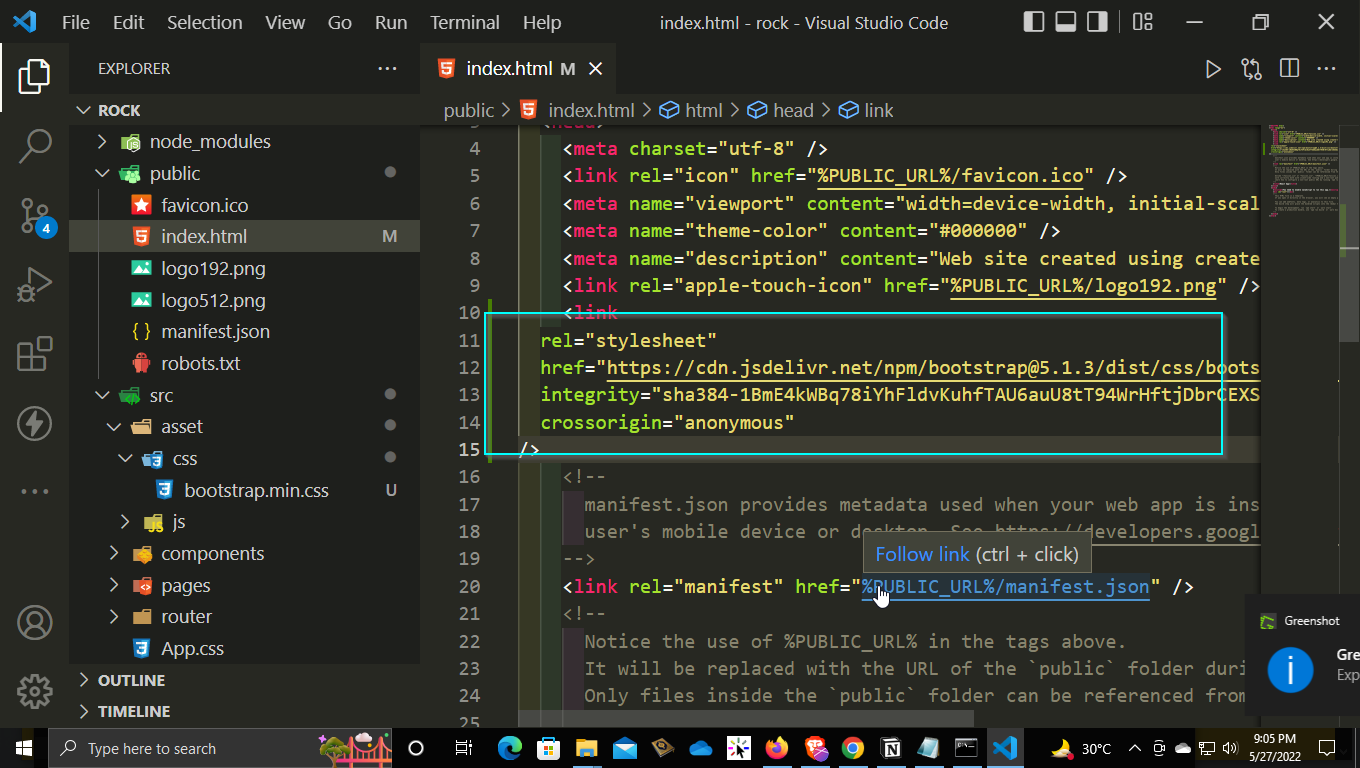 File Edit Selection View Go Run Terminal Help
index.html - rock - Visual Studio Code
EXPLORER
ROCK
node_modules
public
favicon.ico
index.html M
logo192.png
logo512.png
manifest.json
robots.txt
src
asset
css
bootstrap.min.css U
js
components
pages
router
App.css
OUTLINE
TIMELINE
4
index.html M
public > index.html > html > head > link
4 <meta charset="utf-8" />
5 <link rel="icon" href="%PUBLIC_URL%/favicon.ico" />
6 <meta name="viewport" content="width=device-width, initial-scal
7 <meta name="theme-color" content="#000000" />
8 <meta name="description" content="Web site created using create
9 <link rel="apple-touch-icon" href="%PUBLIC_URL%/logo192.png" />
10 <link
11 rel="stylesheet"
12 href="https://cdn.jsdelivr.net/npm/bootstrap@5.1.3/dist/css/boots
13 integrity="sha384-1BmE4kWBq78iYhFldvKuhfTAU6auU8tT94WrHftjDbrCEXS
14 crossorigin="anonymous"
15 />
16 <!--
17 manifest.json provides metadata used when your web app is ins
18 user's mobile device or desktop. See https://developers.googl
19 -->
Follow link (ctrl + click)
20 <link rel="manifest" href="%PUBLIC_URL%/manifest.json" />
21 <!--
22 Notice the use of %PUBLIC_URL% in the tags above.
23 It will be replaced with the URL of the `public` folder duri
24 Only files inside the `public` folder can be referenced from
25
Greenshot
Gre
Exp
Type here to search
30°C
9:05 PM
5/27/2022